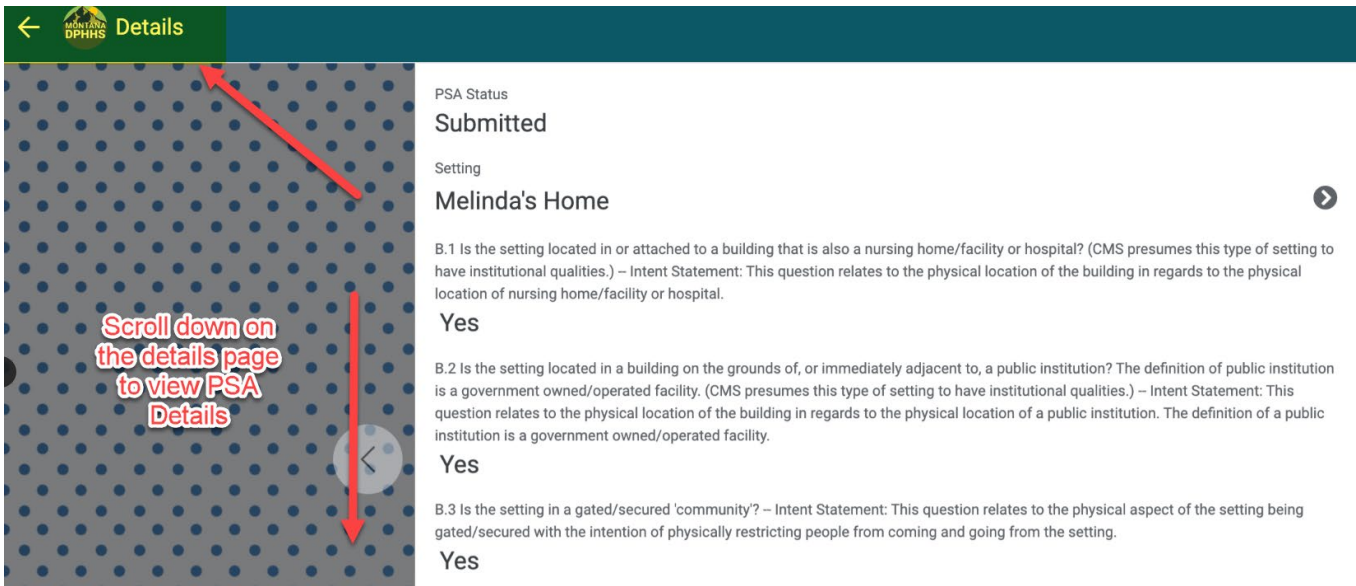 MONTANA
DPHHS
Details
PSA Status
Submitted
Setting
Melinda's Home
B.1 Is the setting located in or attached to a building that is also a nursing home/facility or hospital? (CMS presumes this type of setting to
have institutional qualities.) – Intent Statement: This question relates to the physical location of the building in regards to the physical
location of nursing home/facility or hospital.
Yes
Scroll down on
the details page
to view PSA
Details
B.2 Is the setting located in a building on the grounds of, or immediately adjacent to, a public institution? The definition of public institution
is a government owned/operated facility. (CMS presumes this type of setting to have institutional qualities.) – Intent Statement: This
question relates to the physical location of the building in regards to the physical location of a public institution. The definition of a public
institution is a government owned/operated facility.
Yes
B.3 Is the setting in a gated/secured 'community'? – Intent Statement: This question relates to the physical aspect of the setting being
gated/secured with the intention of physically restricting people from coming and going from the setting.
Yes